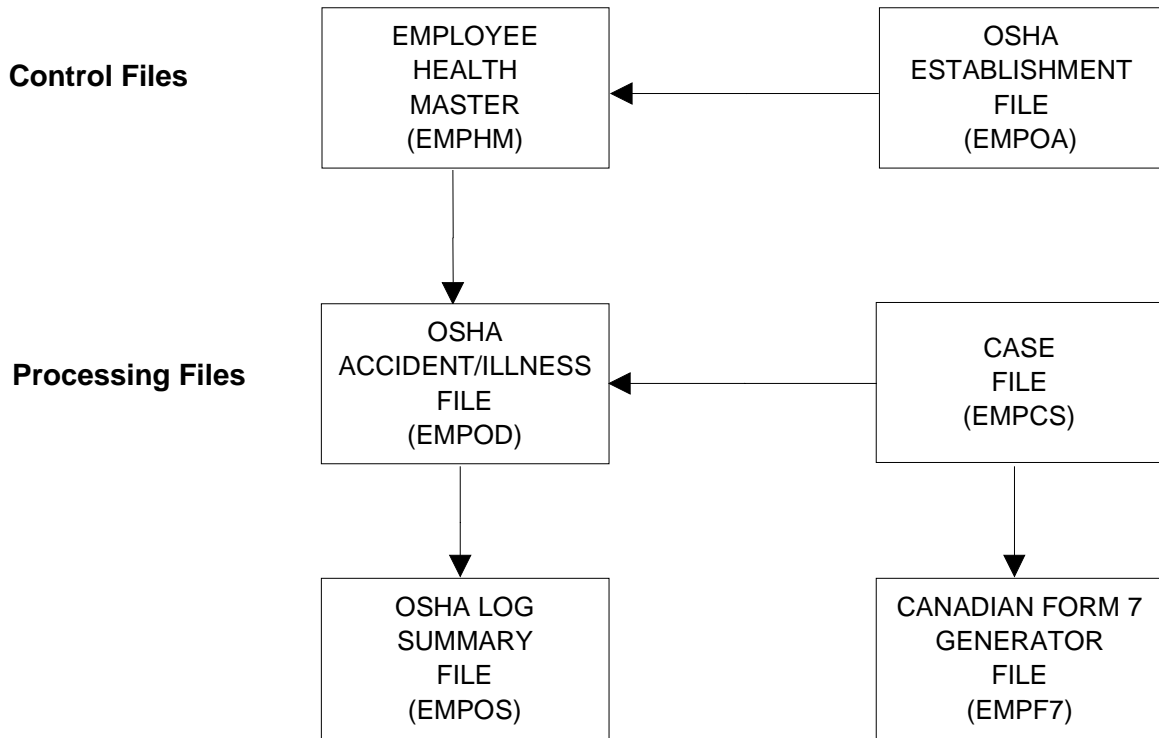 Control Files
EMPLOYEE
HEALTH
MASTER
(EMPHM)
OSHA
ESTABLISHMENT
FILE
(EMPOA)
Processing Files
OSHA
ACCIDENT/ILLNESS
FILE
(EMPOD)
CASE
FILE
(EMPCS)
OSHA LOG
SUMMARY
FILE
(EMPOS)
CANADIAN FORM 7
GENERATOR
FILE
(EMPF7)